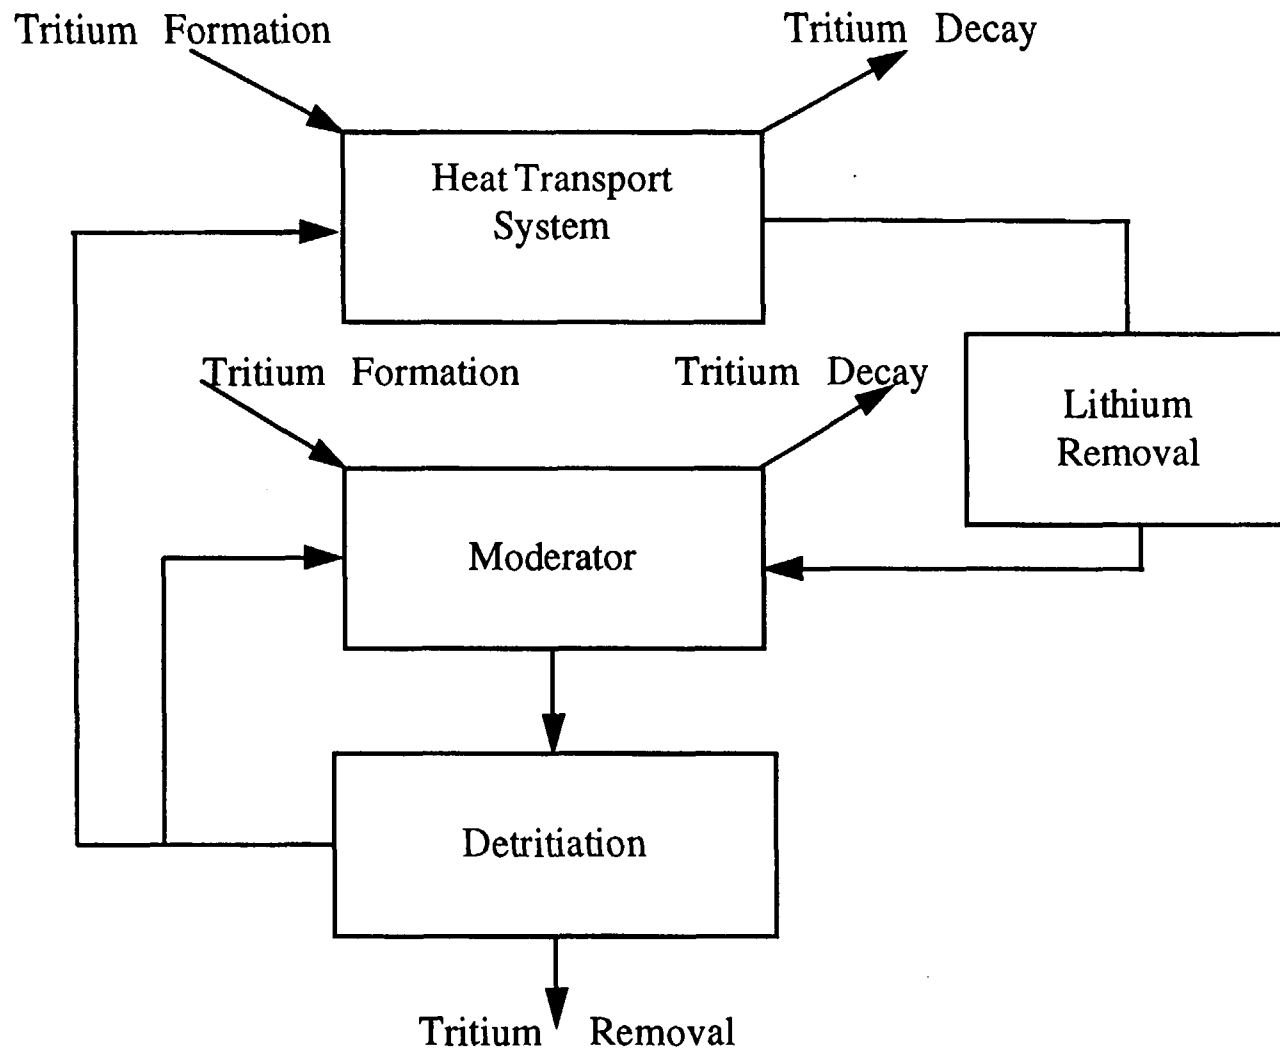 Tritium Formation
Tritium Decay
Heat Transport
System
Tritium Formation
Tritium Decay
Lithium
Removal
Moderator
Detritiation
Tritium Removal